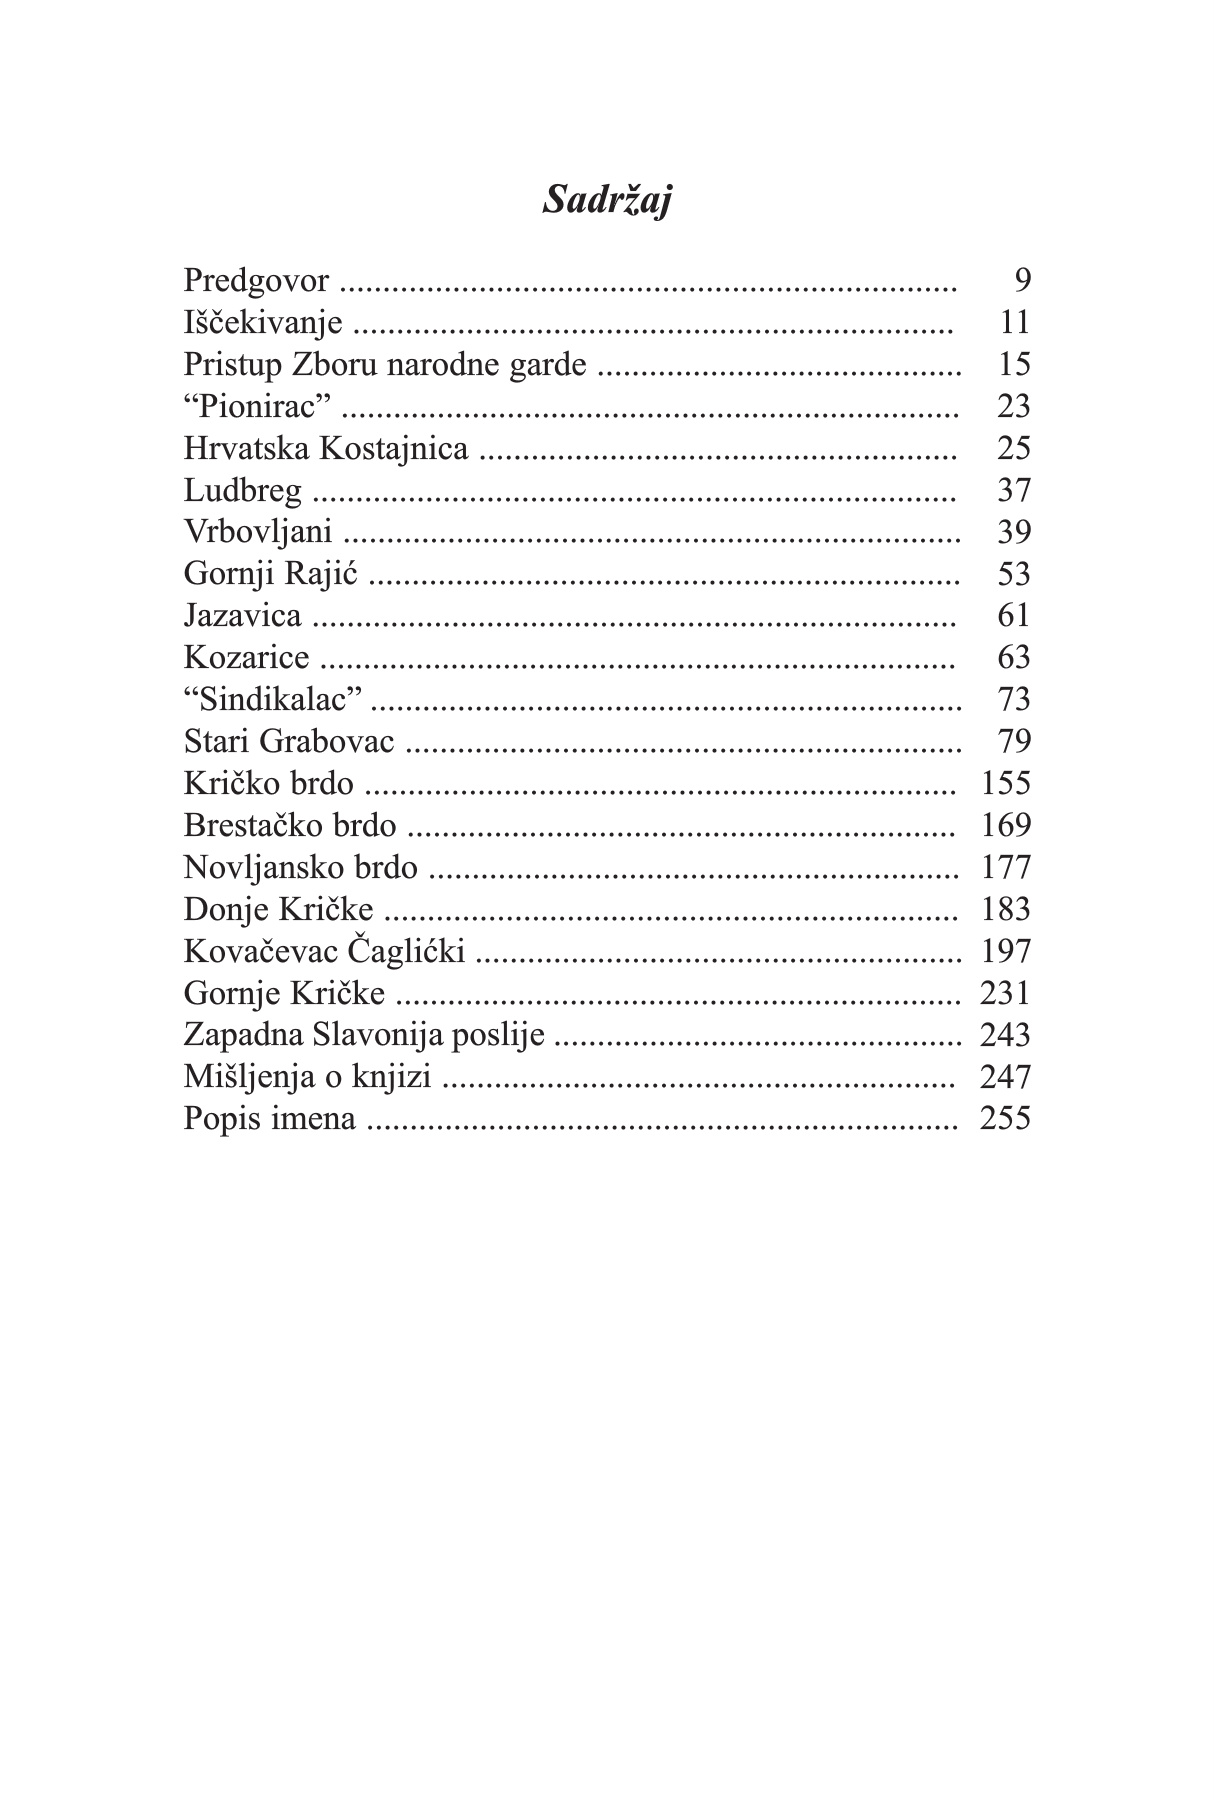 Sadržaj
Predgovor ........................................................................ 9
Iščekivanje ...................................................................... 11
Pristup Zboru narodne garde .......................................... 15
“Pionirac” ........................................................................ 23
Hrvatska Kostajnica ........................................................ 25
Ludbreg ........................................................................... 37
Vrbovljani ........................................................................ 39
Gornji Rajić ..................................................................... 53
Jazavica ........................................................................... 61
Kozarice .......................................................................... 63
“Sindikalac” ..................................................................... 73
Stari Grabovac ................................................................. 79
Kričko brdo ..................................................................... 155
Brestačko brdo ................................................................ 169
Novljansko brdo .............................................................. 177
Donje Kričke ................................................................... 183
Kovačevac Čaglićki ......................................................... 197
Gornje Kričke .................................................................. 231
Zapadna Slavonija poslije ............................................... 243
Mišljenja o knjizi ............................................................ 247
Popis imena ..................................................................... 255